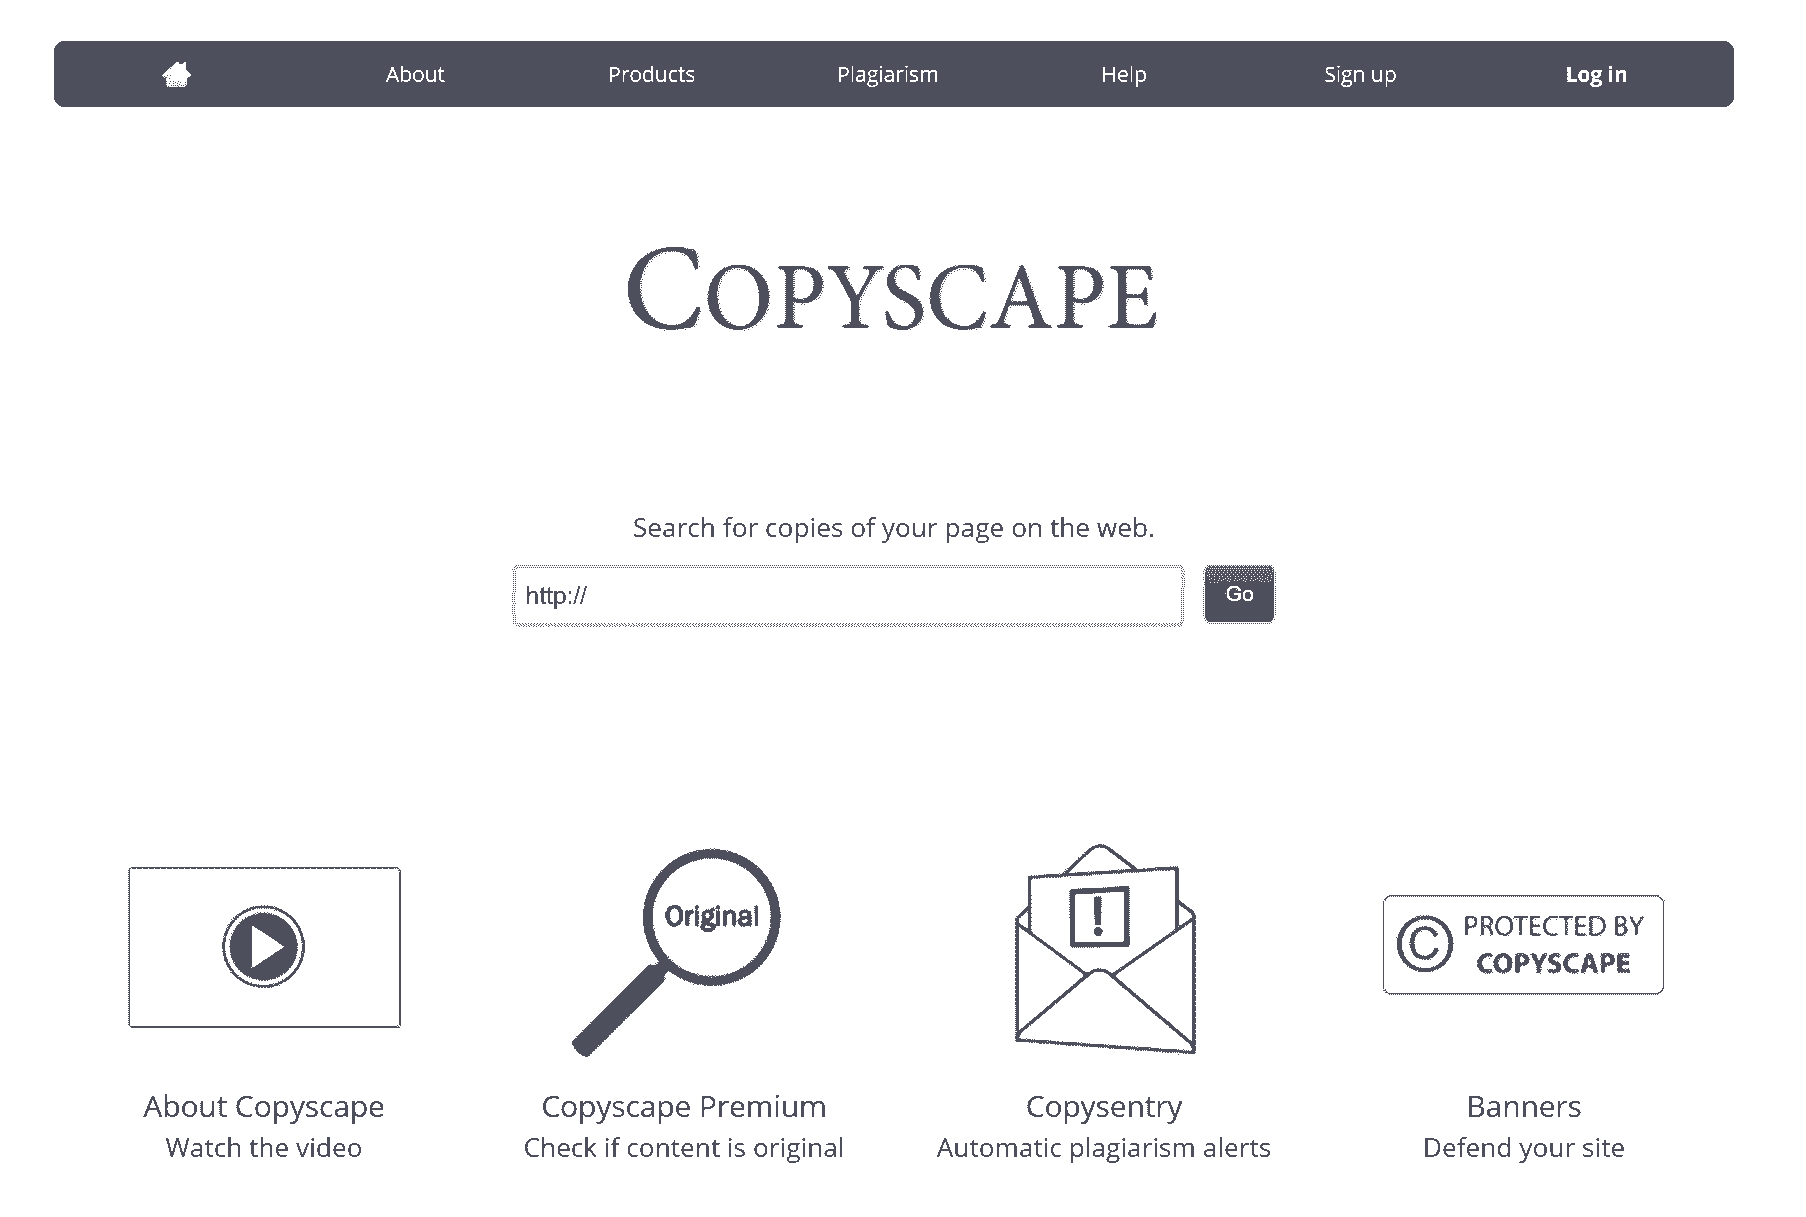 About Products Plagiarism Help Sign up Log in
COPYSCAPE
Search for copies of your page on the web.
http:// Go
Original
!
© PROTECTED BY
COPYSCAPE
About Copyscape Copyscape Premium Copysentry Banners
Watch the video Check if content is original Automatic plagiarism alerts Defend your site